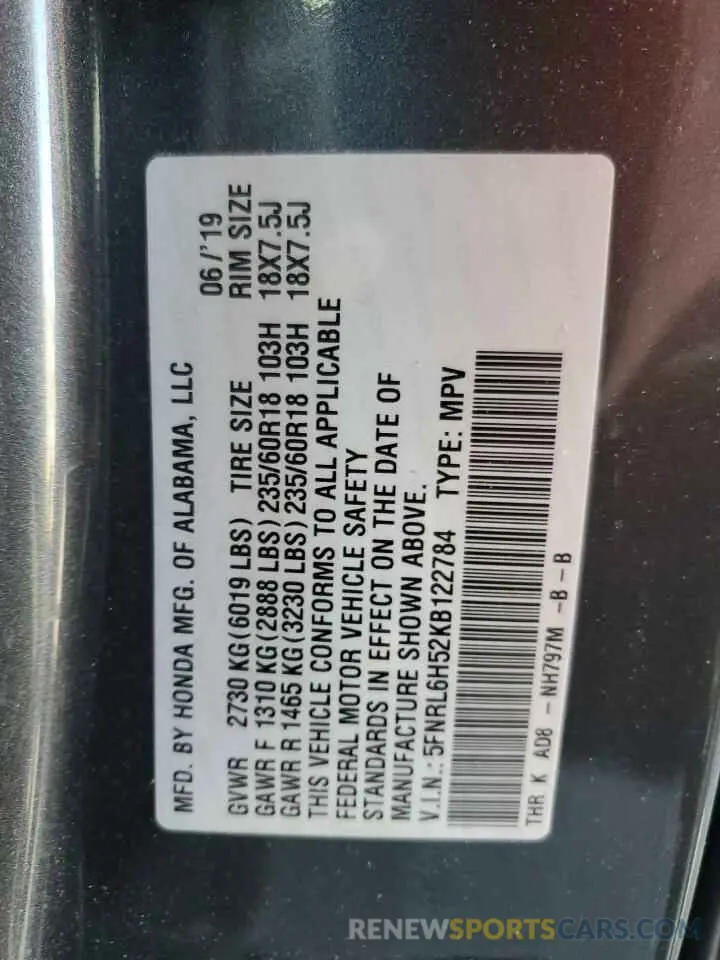 MFD. BY HONDA MFG. OF ALABAMA, LLC 06/'19
GVWR 2730 KG(6019 LBS) TIRE SIZE RIM SIZE
GAWR F 1310 KG(2888 LBS) 235/60R18 103H 18X7.5J
GAWR R 1465 KG(3230 LBS) 235/60R18 103H 18X7.5J
THIS VEHICLE CONFORMS TO ALL APPLICABLE
FEDERAL MOTOR VEHICLE SAFETY
STANDARDS IN EFFECT ON THE DATE OF
MANUFACTURE SHOWN ABOVE.
V.I.N.: 5FNRL6H52KB122784 TYPE: MPV
THR K AD8 - NH797M -B - B
RENEWSPORTSCARS.COM